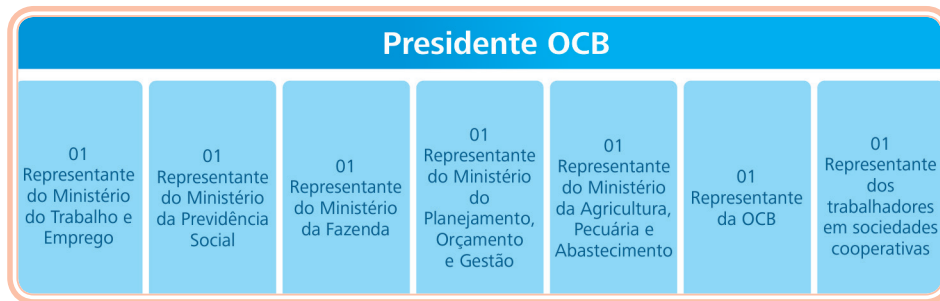 Presidente OCB
01
Representante
do Ministério
do Trabalho e
Emprego
01
Representante
do Ministério
da Previdência
Social
01
Representante
do Ministério
da Fazenda
01
Representante
do Ministério
do
Planejamento,
Orçamento
e Gestão
01
Representante
do Ministério
da Agricultura,
Pecuária e
Abastecimento
01
Representante
da OCB
01
Representante
dos
trabalhadores
em sociedades
cooperativas